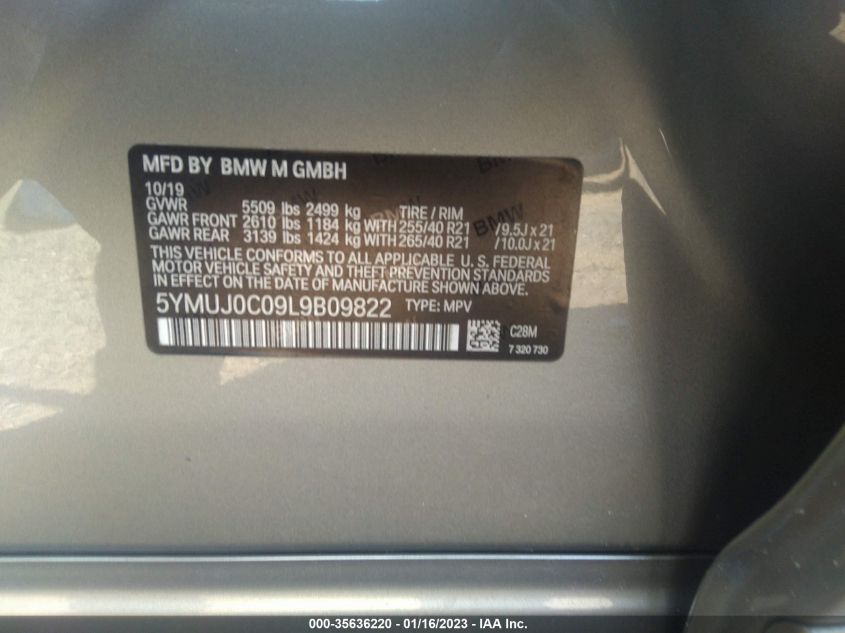 MFD BY BMW M GMBH
10/19
GVWR 5509 lbs 2499 kg TIRE / RIM
GAWR FRONT 2610 lbs 1184 kg WITH 255/40 R21 /9.5J x 21
GAWR REAR 3139 lbs 1424 kg WITH 265/40 R21 /10.0J x 21
THIS VEHICLE CONFORMS TO ALL APPLICABLE U. S. FEDERAL
MOTOR VEHICLE SAFETY AND THEFT PREVENTION STANDARDS
IN EFFECT ON THE DATE OF MANUFACTURE SHOWN ABOVE.
5YMUJ0C09L9B09822 TYPE: MPV
C28M
7 320 730
BMW
000-35636220 - 01/16/2023 - IAA Inc.